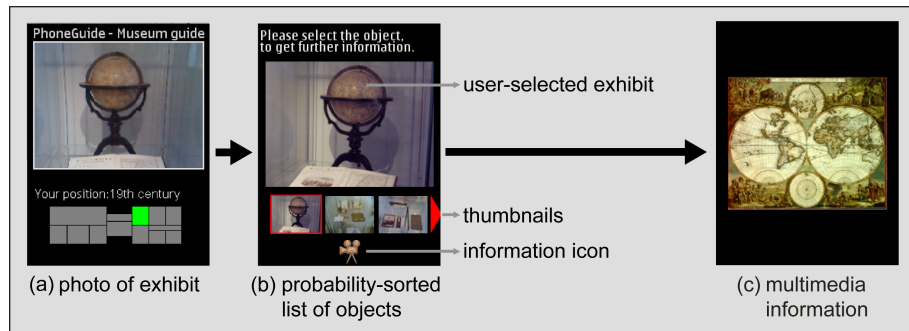 PhoneGuide - Museum guide
Your position:19th century
(a) photo of exhibit
Please select the object,
to get further information.
user-selected exhibit
thumbnails
information icon
(b) probability-sorted
list of objects
(c) multimedia
information